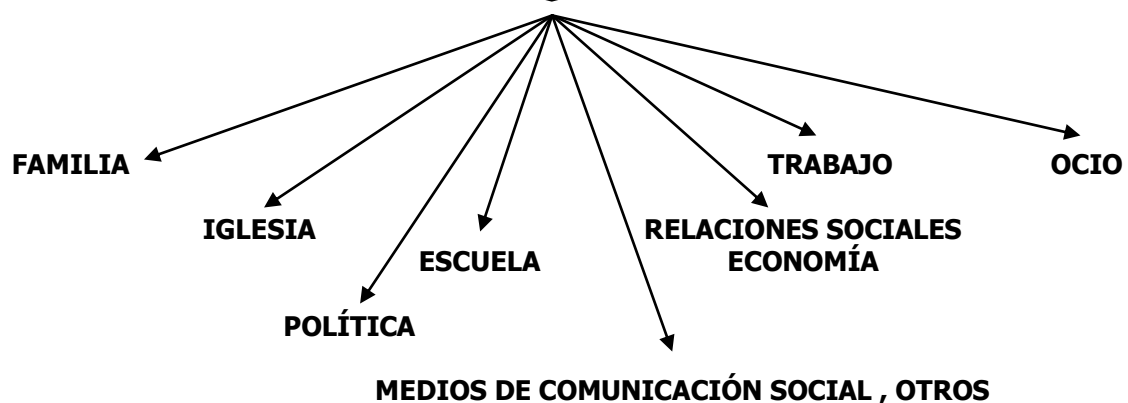 FAMILIA
TRABAJO
OCIO
IGLESIA
RELACIONES SOCIALES
ECONOMÍA
ESCUELA
POLÍTICA
MEDIOS DE COMUNICACIÓN SOCIAL , OTROS